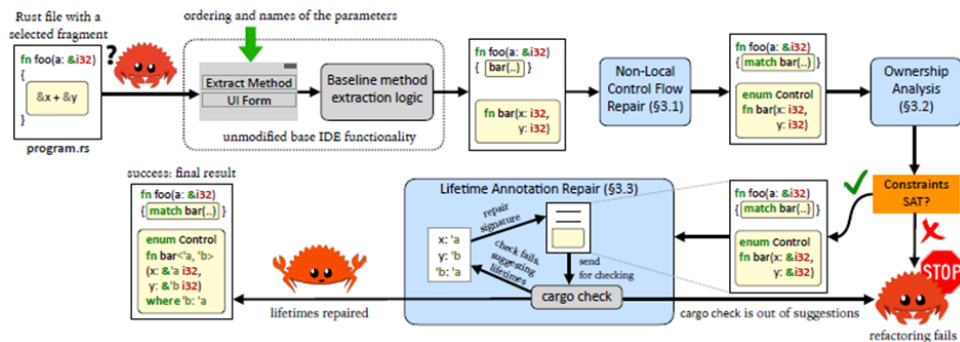 Rust file with a
selected fragment
fn foo(a: &i32)
{
&x + &y
}
program.rs
?
ordering and names of the parameters
Extract Method
UI Form
Baseline method
extraction logic
unmodified base IDE functionality
fn foo(a: &i32)
{ bar(..) }
fn bar(x: i32,
y: i32)
Non-Local
Control Flow
Repair (§3.1)
fn foo(a: &i32)
{ match bar(..) }
enum Control
fn bar(x: i32,
y: i32)
Ownership
Analysis
(§3.2)
Constraints
SAT?
STOP
refactoring fails
fn foo(a: &i32)
{ match bar(..) }
enum Control
fn bar(x: &i32,
y: &i32)
Lifetime Annotation Repair (§3.3)
repair
signature
x: 'a
y: 'b
'b: 'a
check fails,
suggesting
lifetimes
send
for checking
cargo check
cargo check is out of suggestions
lifetimes repaired
success: final result
fn foo(a: &i32)
{ match bar(..) }
enum Control
fn bar<'a, 'b>
(x: &'a i32,
y: &'b i32)
where 'b: 'a